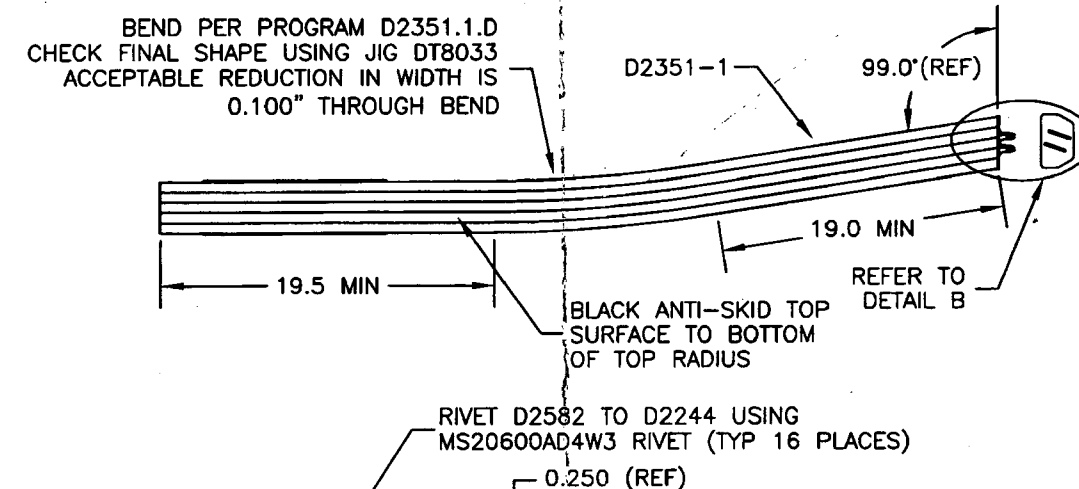 BEND PER PROGRAM D2351.1.D
CHECK FINAL SHAPE USING JIG DT8033
ACCEPTABLE REDUCTION IN WIDTH IS
0.100" THROUGH BEND
D2351-1
99.0°(REF)
19.5 MIN
19.0 MIN
REFER TO
DETAIL B
BLACK ANTI-SKID TOP
SURFACE TO BOTTOM
OF TOP RADIUS
RIVET D2582 TO D2244 USING
MS20600AD4W3 RIVET (TYP 16 PLACES)
0.250 (REF)